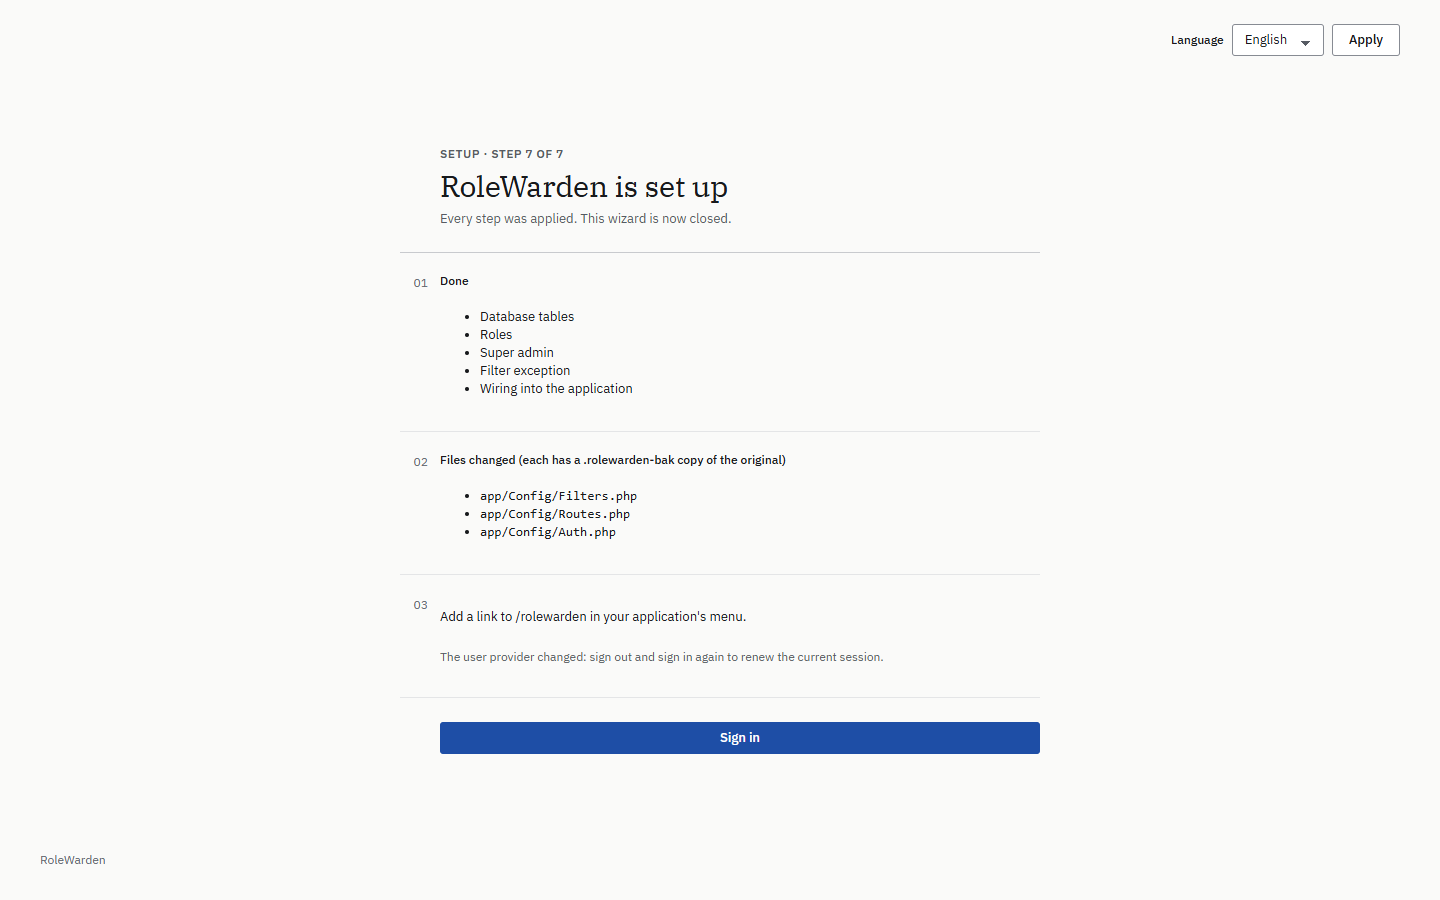 Language English Apply
SETUP · STEP 7 OF 7
RoleWarden is set up
Every step was applied. This wizard is now closed.
01 Done
Database tables
Roles
Super admin
Filter exception
Wiring into the application
02 Files changed (each has a .rolewarden-bak copy of the original)
app/Config/Filters.php
app/Config/Routes.php
app/Config/Auth.php
03
Add a link to /rolewarden in your application's menu.
The user provider changed: sign out and sign in again to renew the current session.
Sign in
RoleWarden